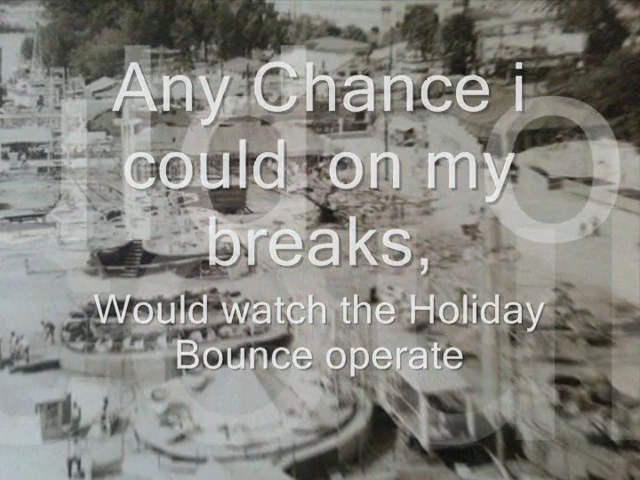 Any Chance i
could  on my
breaks,
Would watch the Holiday
Bounce operate